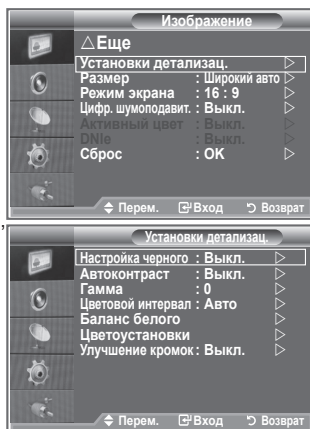 Изображение
△Еще
Установки детализац. ▷
Размер : Широкий авто ▷
Режим экрана : 16 : 9 ▷
Цифр. шумоподавит. : Выкл. ▷
Активный цвет : Выкл. ▷
DNIe : Выкл. ▷
Сброс : OK ▷
Перем. Вход Возврат
Установки детализац.
Настройка черного : Выкл. ▷
Автоконтраст : Выкл. ▷
Гамма : 0 ▷
Цветовой интервал : Авто ▷
Баланс белого ▷
Цветоустановки ▷
Улучшение кромок : Выкл. ▷
Перем. Вход Возврат